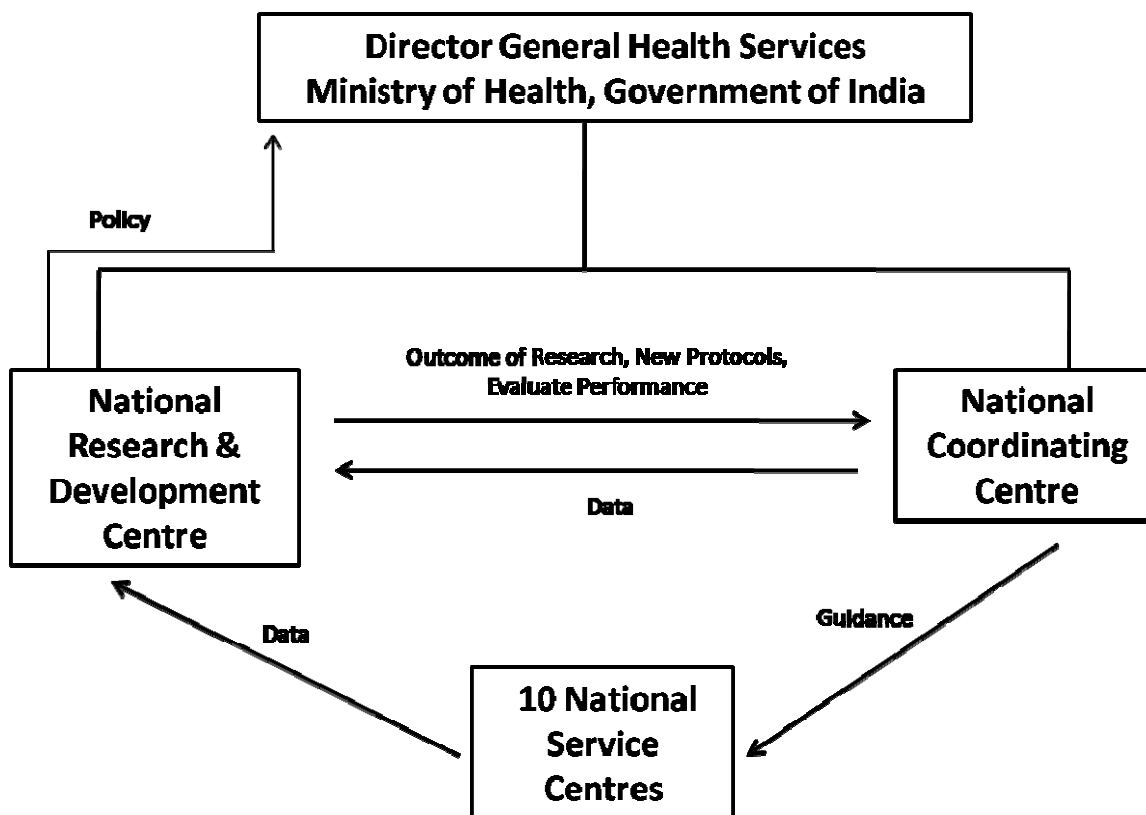 Director General Health Services
Ministry of Health, Government of India
Policy
Outcome of Research, New Protocols,
Evaluate Performance
National
Research &
Development
Centre
National
Coordinating
Centre
Data
Data
Guidance
10 National
Service
Centres